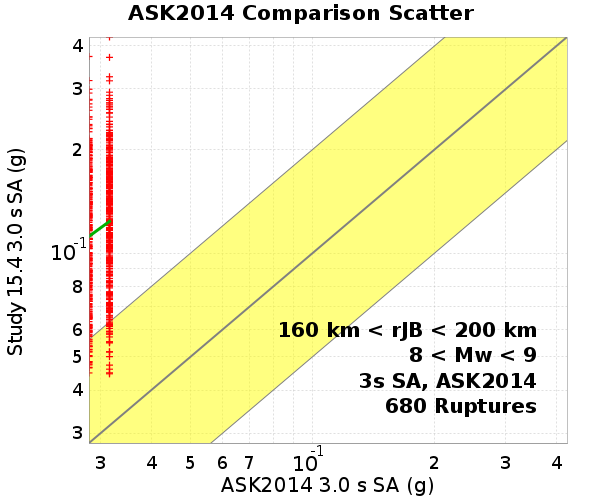 ASK2014 Comparison Scatter
Study 15.4 3.0 s SA (g)
4
3
2
10⁻¹
8
6
5
4
3
160 km < rJB < 200 km
8 < Mw < 9
3s SA, ASK2014
680 Ruptures
3 4 5 6 7 10⁻¹ 2 3 4
ASK2014 3.0 s SA (g)